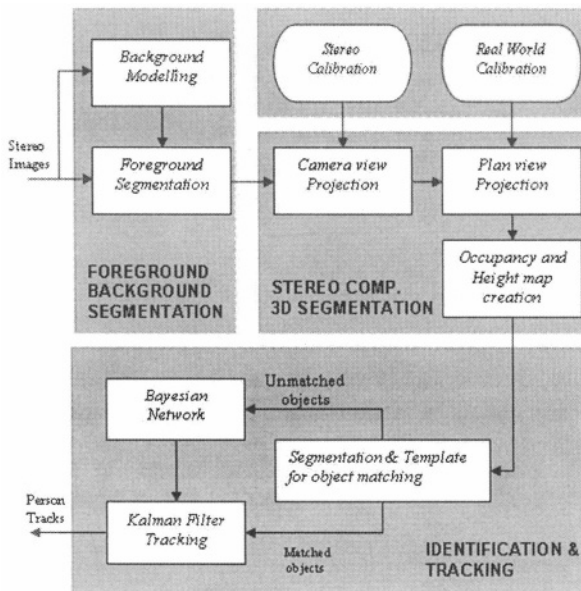 Background
Modelling
Stereo
Calibration
Real World
Calibration
Stereo
Images
Foreground
Segmentation
Camera view
Projection
Plan view
Projection
FOREGROUND
BACKGROUND
SEGMENTATION
STEREO COMP.
3D SEGMENTATION
Occupancy and
Height map
creation
Unmatched
objects
Bayesian
Network
Segmentation & Template
for object matching
Person
Tracks
Kalman Filter
Tracking
Matched
objects
IDENTIFICATION &
TRACKING